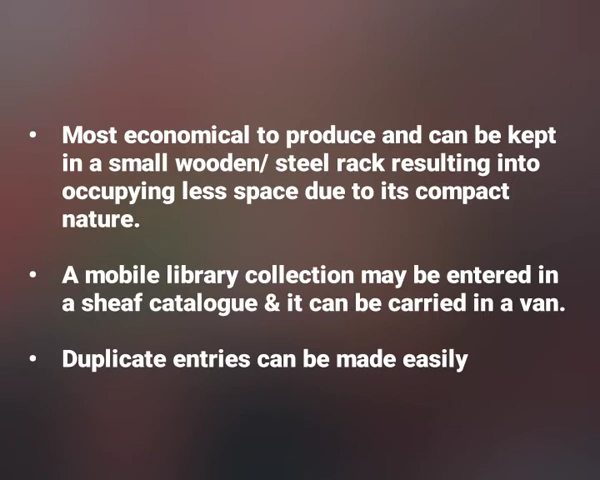 • Most economical to produce and can be kept
in a small wooden/ steel rack resulting into
occupying less space due to its compact
nature.
• A mobile library collection may be entered in
a sheaf catalogue & it can be carried in a van.
• Duplicate entries can be made easily